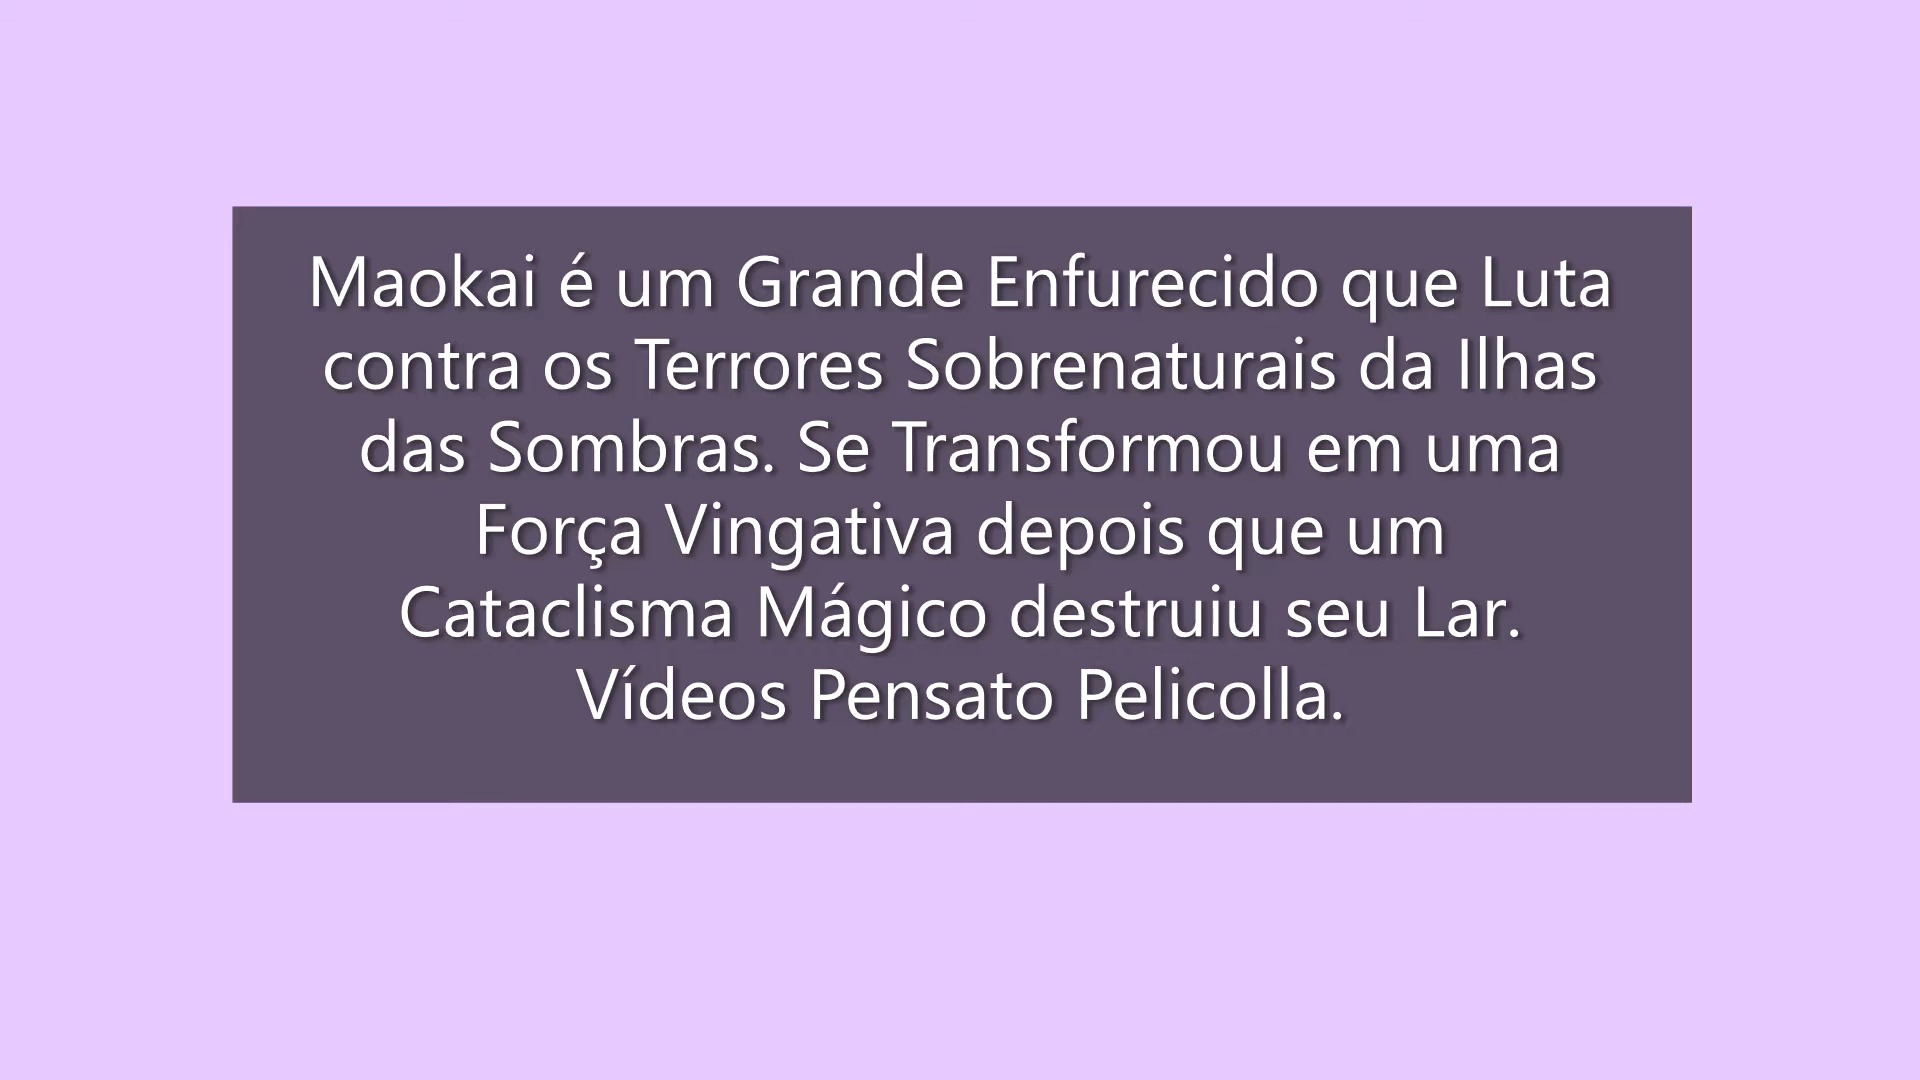 Maokai é um Grande Enfurecido que Luta
contra os Terrores Sobrenaturais da Ilhas
das Sombras. Se Transformou em uma
Força Vingativa depois que um
Cataclisma Mágico destruiu seu Lar.
Vídeos Pensato Pelicolla.